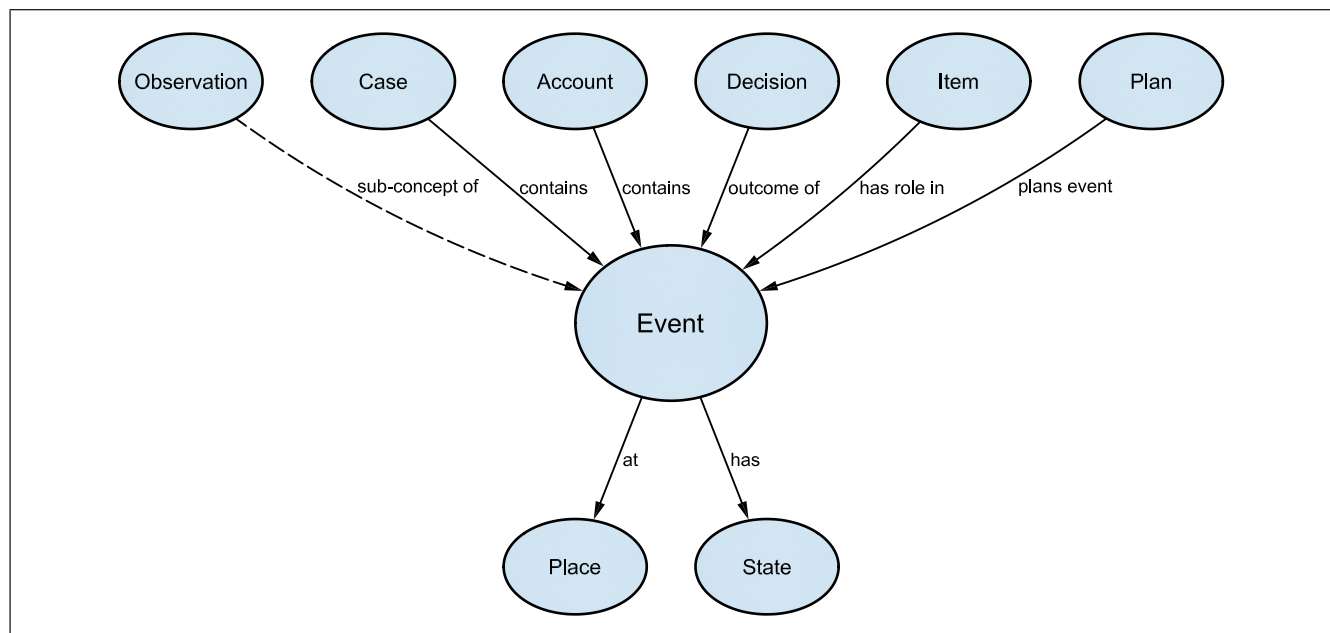 Observation
Case
Account
Decision
Item
Plan
sub-concept of
contains
contains
outcome of
has role in
plans event
Event
at
has
Place
State